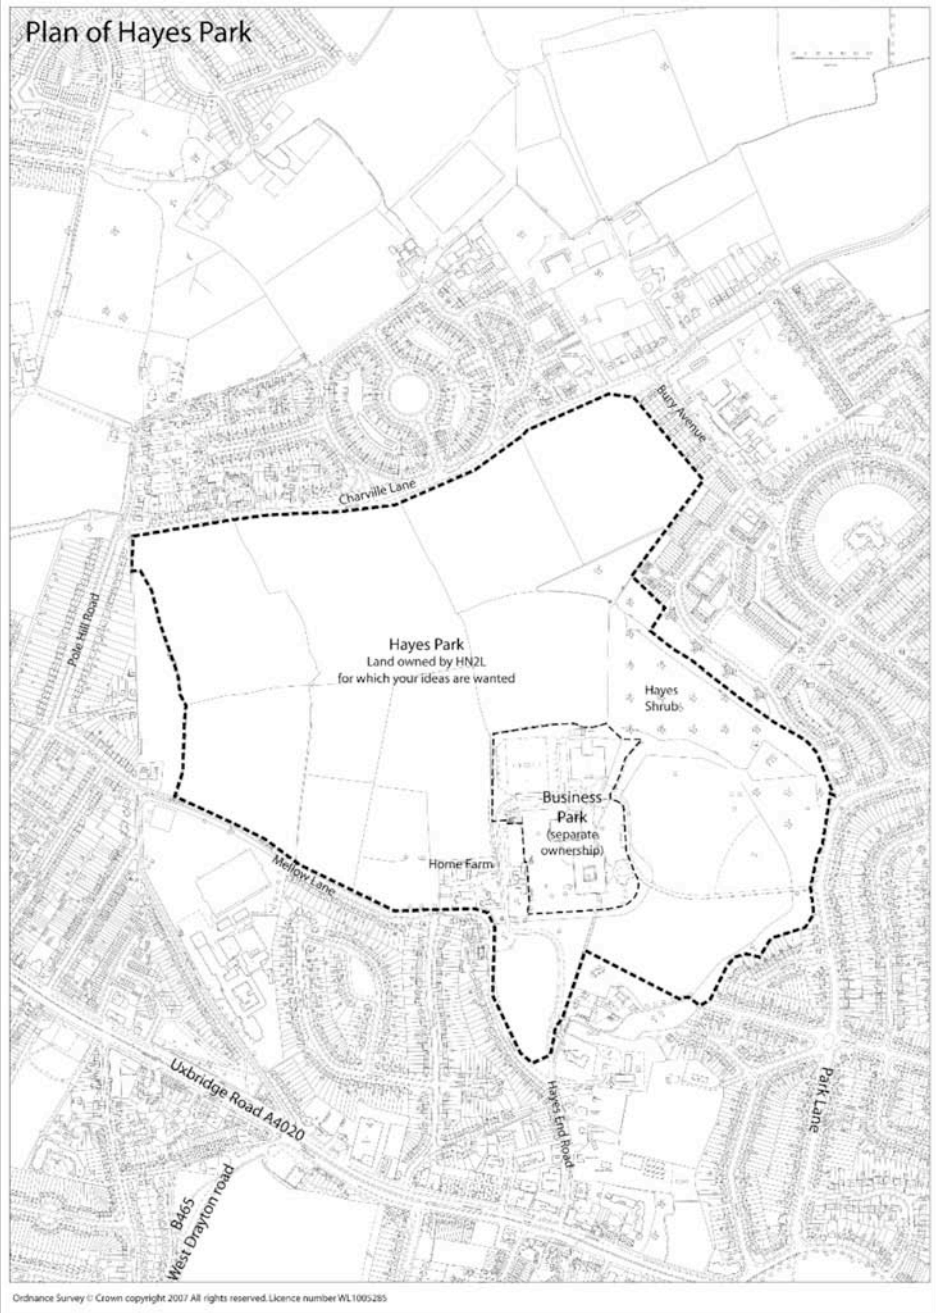 Plan of Hayes Park
Bury Avenue
Charville Lane
Pole Hill Road
Hayes Park
Land owned by HN2L
for which your ideas are wanted
Hayes
Shrubs
Business
Park
(separate
ownership)
Home Farm
Mellow Lane
Uxbridge Road A4020
Hayes End Road
Park Lane
B465
West Drayton road
Ordnance Survey © Crown copyright 2007 All rights reserved. Licence number WL1005285